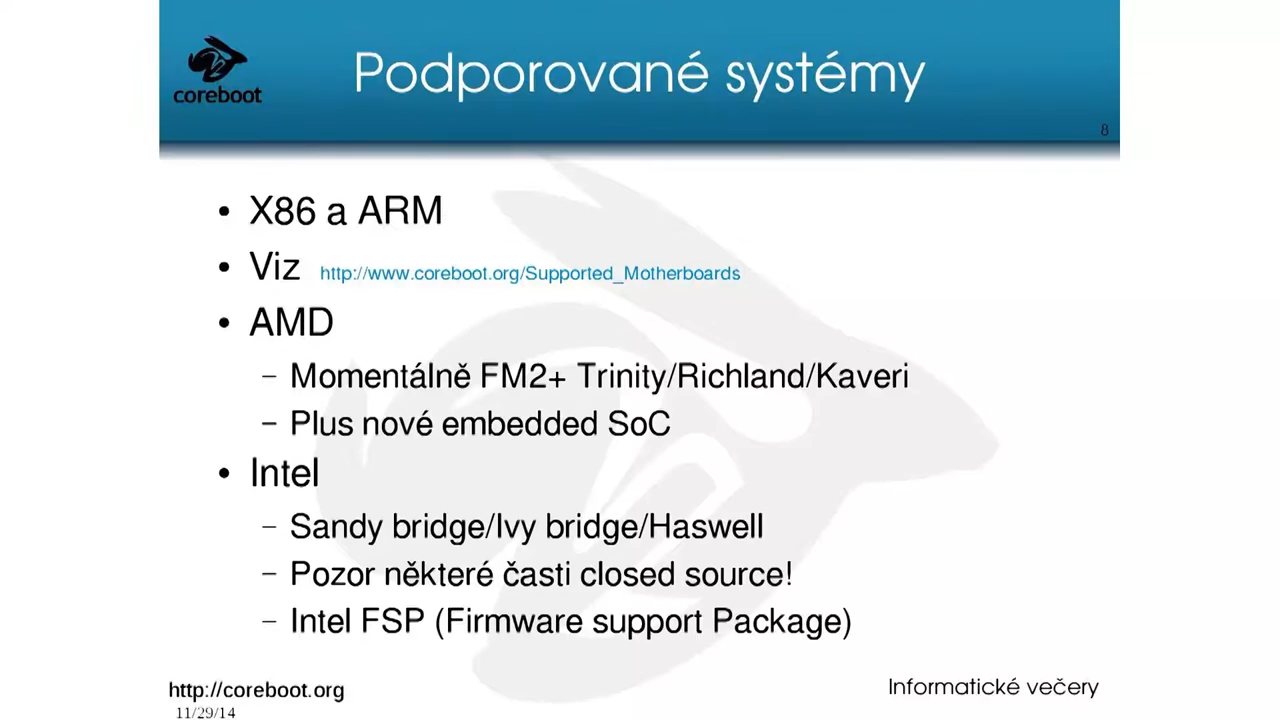 coreboot
Podporované systémy
8
• X86 a ARM
• Viz http://www.coreboot.org/Supported_Motherboards
• AMD
– Momentálně FM2+ Trinity/Richland/Kaveri
– Plus nové embedded SoC
• Intel
– Sandy bridge/Ivy bridge/Haswell
– Pozor některé časti closed source!
– Intel FSP (Firmware support Package)
http://coreboot.org
Informatické večery
11/29/14